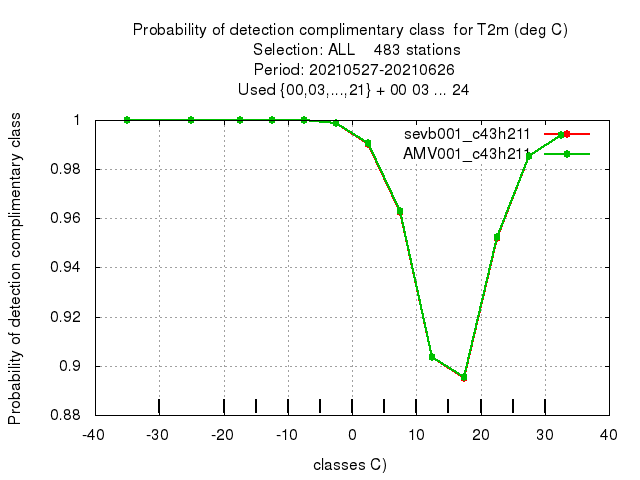 Probability of detection complimentary class  for T2m (deg C)
Selection: ALL    483 stations
Period: 20210527-20210626
Used {00,03,...,21} + 00 03 ... 24
Probability of detection complimentary class
1
0.98
0.96
0.94
0.92
0.9
0.88
sevb001_c43h211
AMV001_c43h211
-40 -30 -20 -10 0 10 20 30 40
classes C)